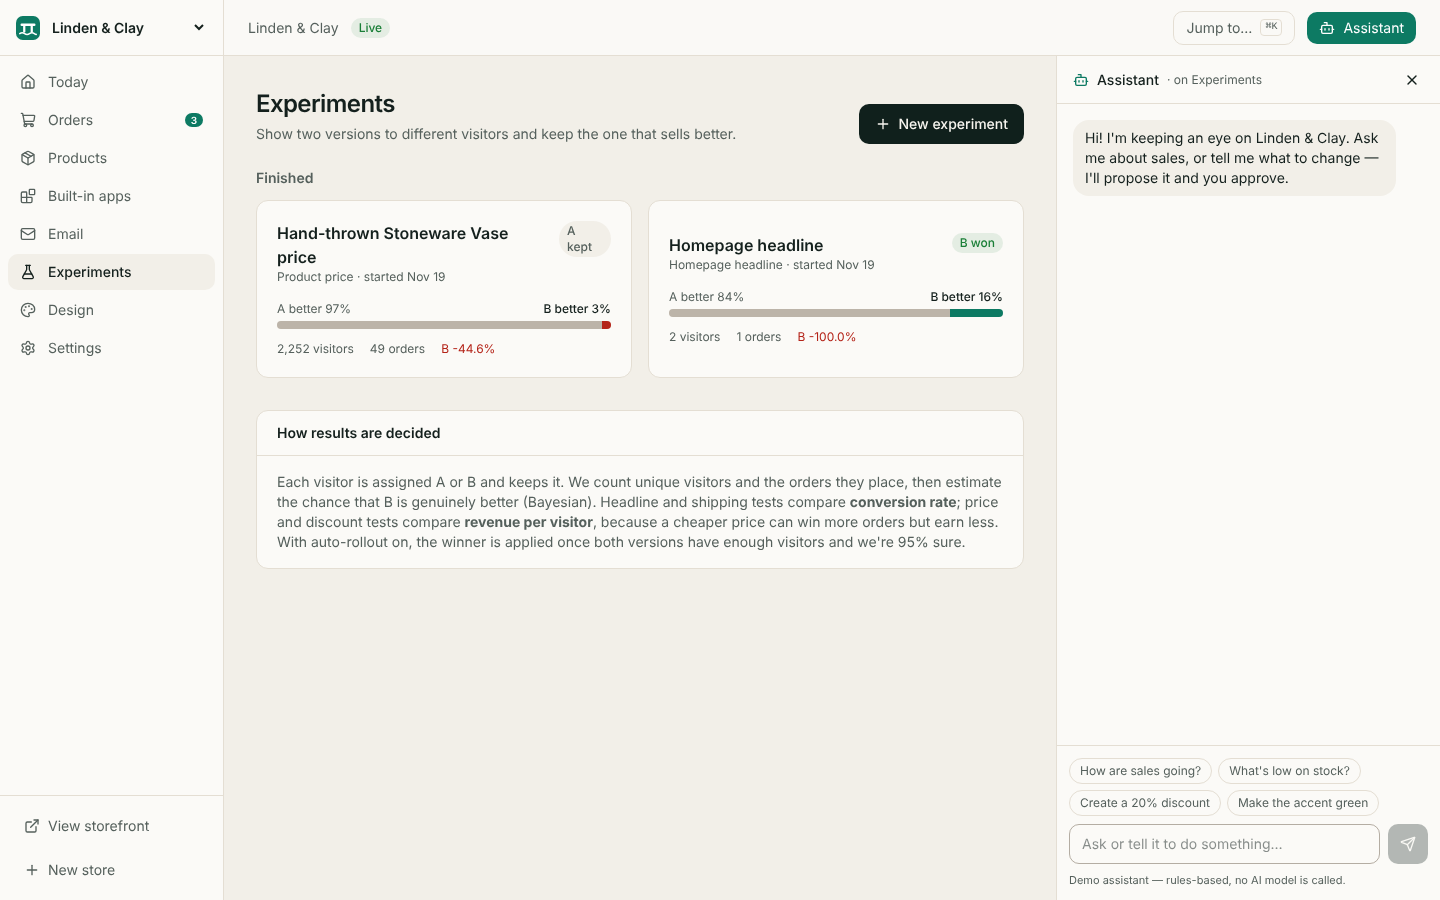 Linden & Clay
Today
Orders 3
Products
Built-in apps
Email
Experiments
Design
Settings
View storefront
New store
Linden & Clay Live
Jump to... ⌘K
Assistant
Experiments
Show two versions to different visitors and keep the one that sells better.
New experiment
Finished
Hand-thrown Stoneware Vase
price
A
kept
Product price · started Nov 19
A better 97% B better 3%
2,252 visitors 49 orders B -44.6%
Homepage headline
B won
Homepage headline · started Nov 19
A better 84% B better 16%
2 visitors 1 orders B -100.0%
How results are decided
Each visitor is assigned A or B and keeps it. We count unique visitors and the orders they place, then estimate
the chance that B is genuinely better (Bayesian). Headline and shipping tests compare conversion rate; price
and discount tests compare revenue per visitor, because a cheaper price can win more orders but earn less.
With auto-rollout on, the winner is applied once both versions have enough visitors and we're 95% sure.
Assistant · on Experiments
Hi! I'm keeping an eye on Linden & Clay. Ask
me about sales, or tell me what to change —
I'll propose it and you approve.
How are sales going? What's low on stock?
Create a 20% discount Make the accent green
Ask or tell it to do something...
Demo assistant — rules-based, no AI model is called.